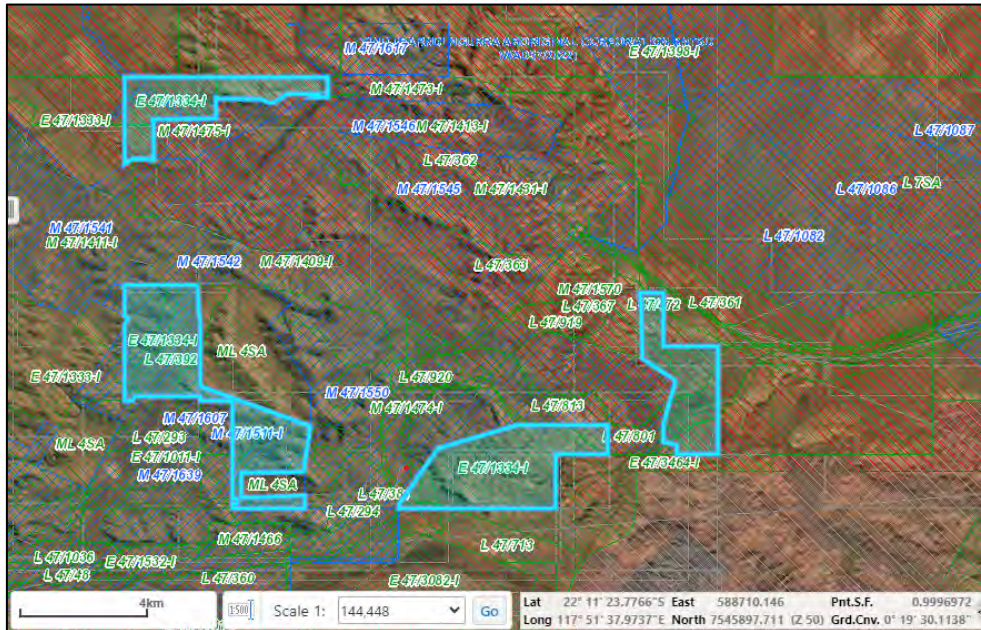 M 47/1617
E 47/1398-I
E 47/1334-I
M 47/1473-I
E 47/1333-I
M 47/1475-I
M 47/1546
M 47/1413-I
L 47/1087
L 47/362
M 47/1545
M 47/1431-I
L 47/1086
L 7SA
M 47/1541
M 47/1411-I
L 47/1082
M 47/1542
M 47/1409-I
L 47/363
M 47/1570
L 47/367
L 47/361
L 47/919
E 47/1334-I
ML 4SA
L 47/392
E 47/1333-I
L 47/920
M 47/1550
M 47/1474-I
L 47/813
M 47/1607
M 47/1511-I
L 47/293
L 47/801
ML 4SA
E 47/1011-I
E 47/3464-I
M 47/1639
E 47/1334-I
ML 4SA
L 47/294
M 47/1466
L 47/713
L 47/1036
E 47/1532-I
L 47/48
L 47/360
E 47/3082-I
4km
1:500
Scale 1:
144,448
Go
Lat 22° 11' 23.7766"S East 588710.146 Pnt.S.F. 0.9996972
Long 117° 51' 37.9737"E North 7545897.711 (Z 50) Grd.Cnv. 0° 19' 30.1138"